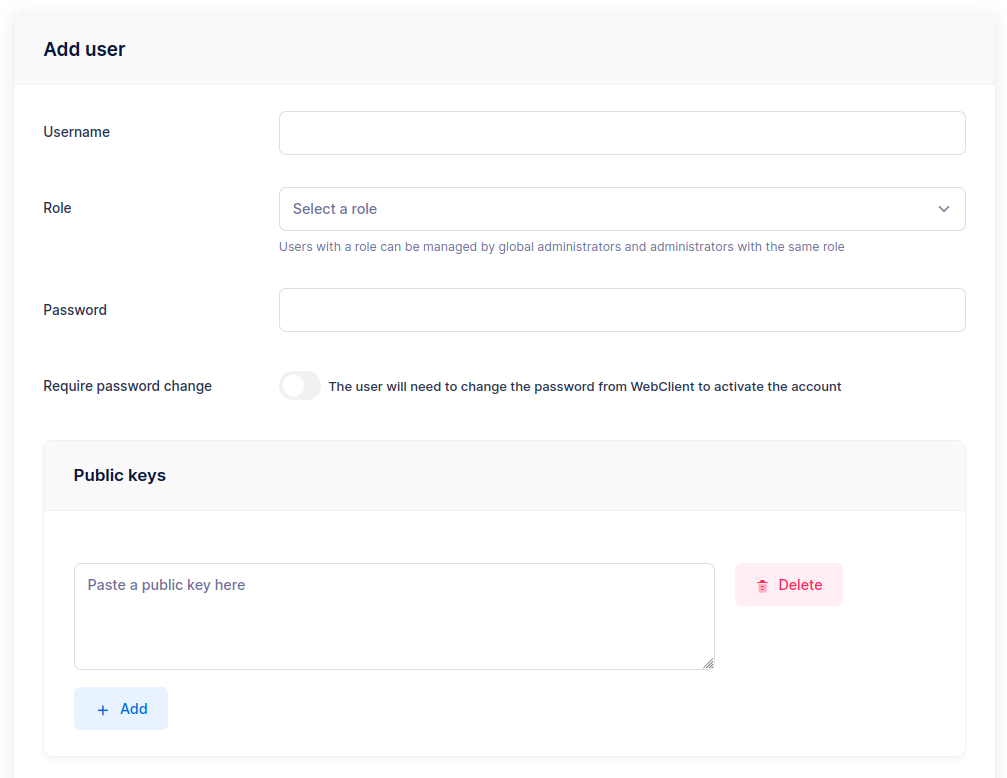 Add user
Username
Role
Select a role
Users with a role can be managed by global administrators and administrators with the same role
Password
Require password change
The user will need to change the password from WebClient to activate the account
Public keys
Paste a public key here
Delete
+ Add